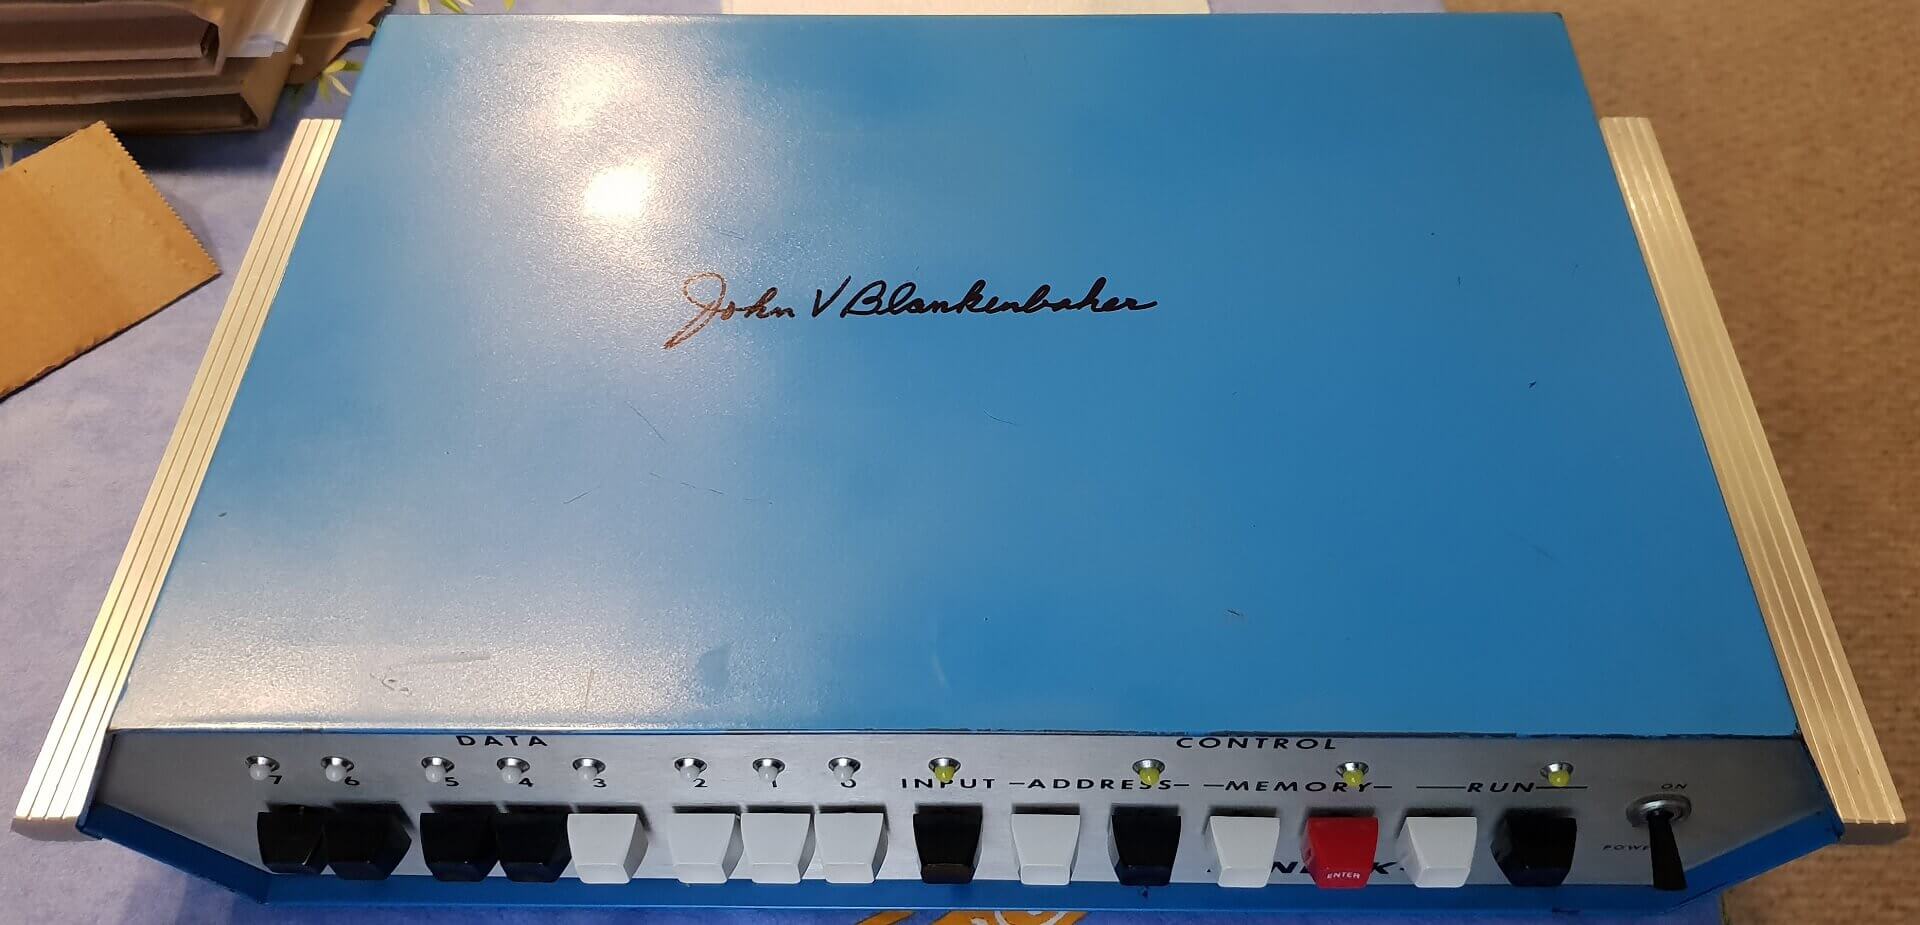 John V Blankenbaker
DATA
CONTROL
7 6 5 4 3 2 1 0 INPUT —ADDRESS— —MEMORY— —RUN—
ON
ENTER